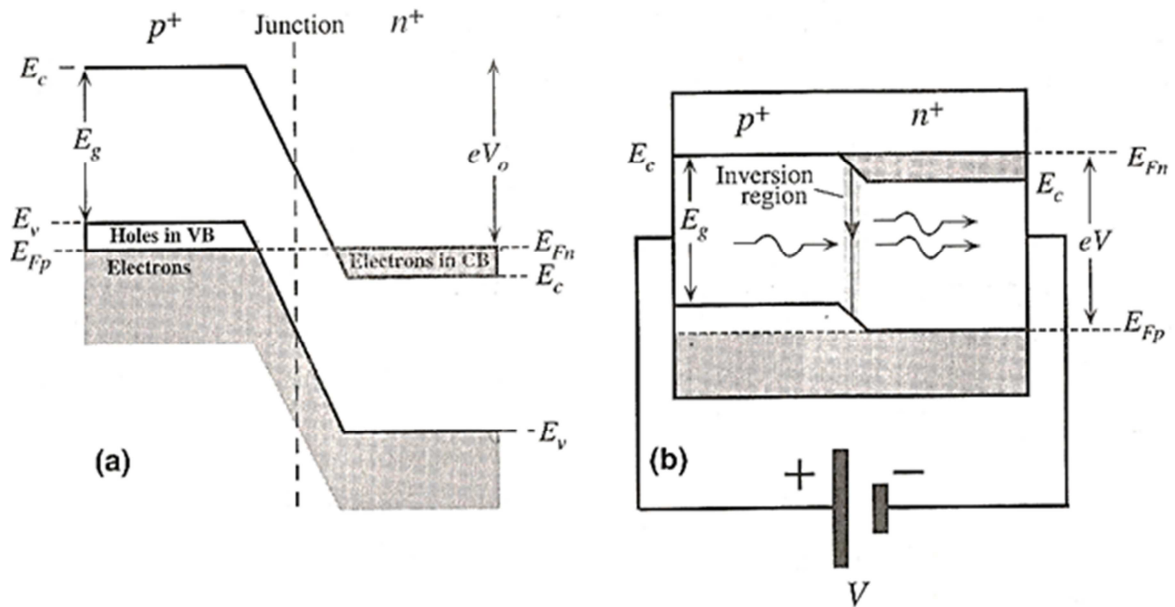 p+ Junction n+
Ec
Eg
eVo
Ev
Holes in VB
EFp
Electrons
Electrons in CB
EFn
Ec
Ev
(a)
p+ n+
Ec
EFn
Inversion
region
Ec
Eg
eV
EFp
(b)
+ −
V